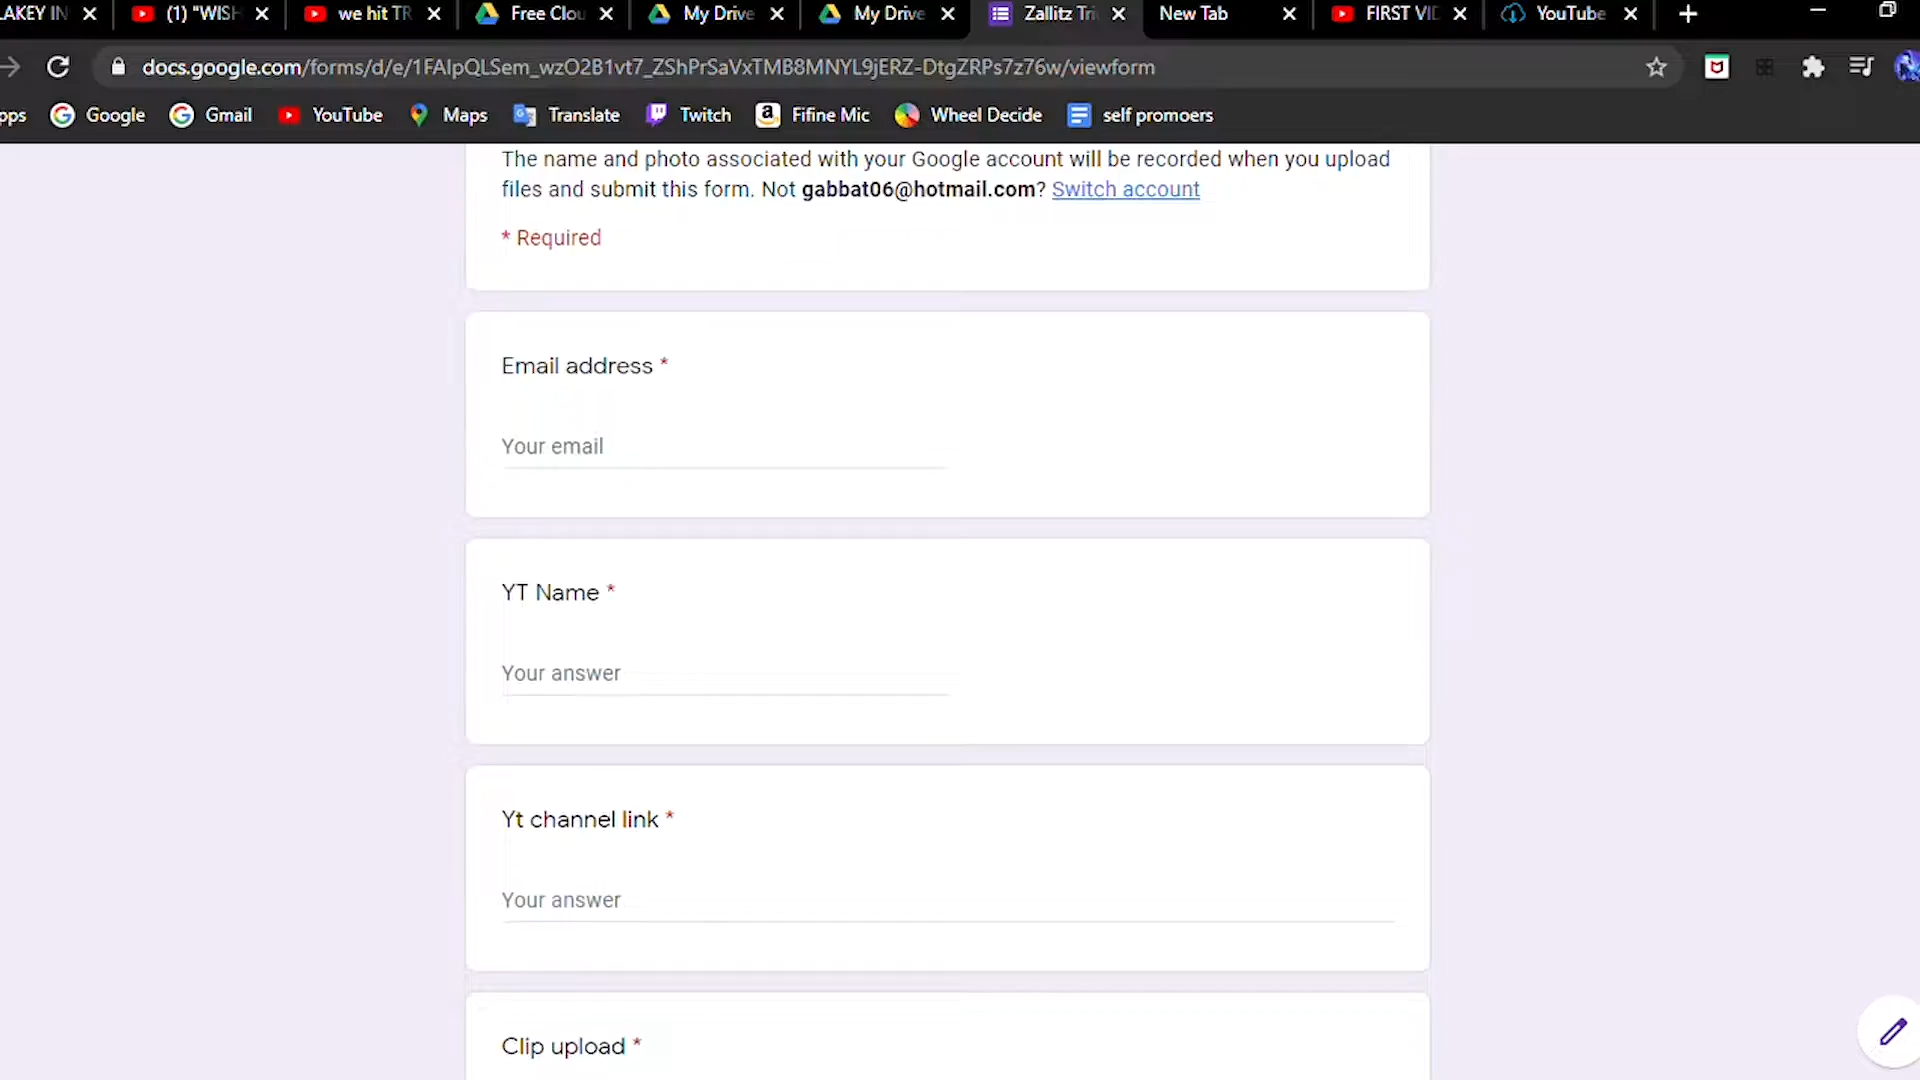 LAKEY IN
(1) "WISH
we hit TR
Free Clou
My Drive
My Drive
Zallitz Tri
New Tab
FIRST VID
YouTube
docs.google.com/forms/d/e/1FAIpQLSem_wzO2B1vt7_ZShPrSaVxTMB8MNYL9jERZ-DtgZRPs7z76w/viewform
pps
Google
Gmail
YouTube
Maps
Translate
Twitch
Fifine Mic
Wheel Decide
self promoers
The name and photo associated with your Google account will be recorded when you upload
files and submit this form. Not gabbat06@hotmail.com? Switch account
* Required
Email address *
Your email
YT Name *
Your answer
Yt channel link *
Your answer
Clip upload *